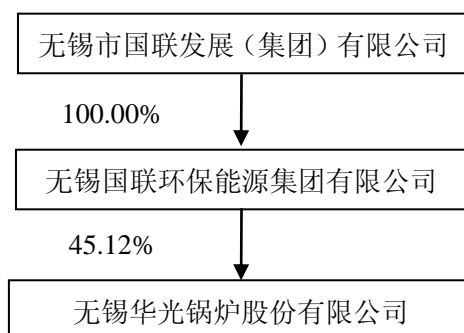 无锡市国联发展（集团）有限公司
100.00%
无锡国联环保能源集团有限公司
45.12%
无锡华光锅炉股份有限公司